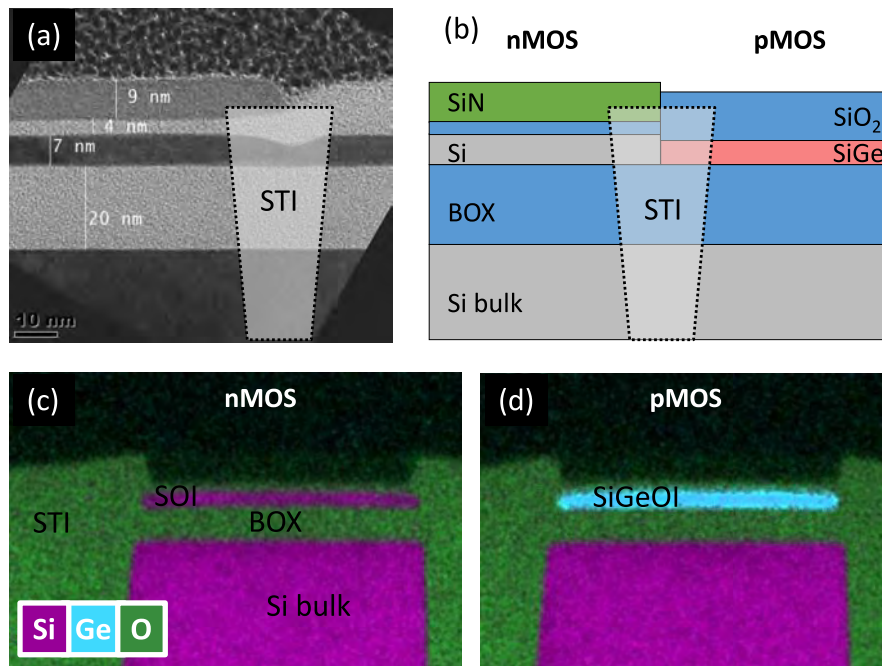 (a)
9 nm
4 nm
7 nm
STI
20 nm
10 nm
(b)
nMOS
pMOS
SiN
SiO2
Si
SiGe
BOX
STI
Si bulk
(c)
nMOS
SOI
STI
BOX
Si bulk
Si Ge O
(d)
pMOS
SiGeOI